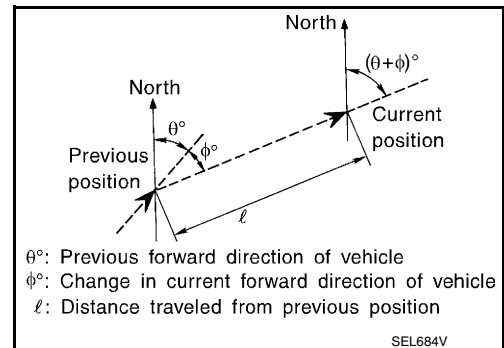 North
(θ+ϕ)°
North
θ°
ϕ°
Current
position
Previous
position
ℓ
θ°: Previous forward direction of vehicle
ϕ°: Change in current forward direction of vehicle
ℓ: Distance traveled from previous position
SEL684V